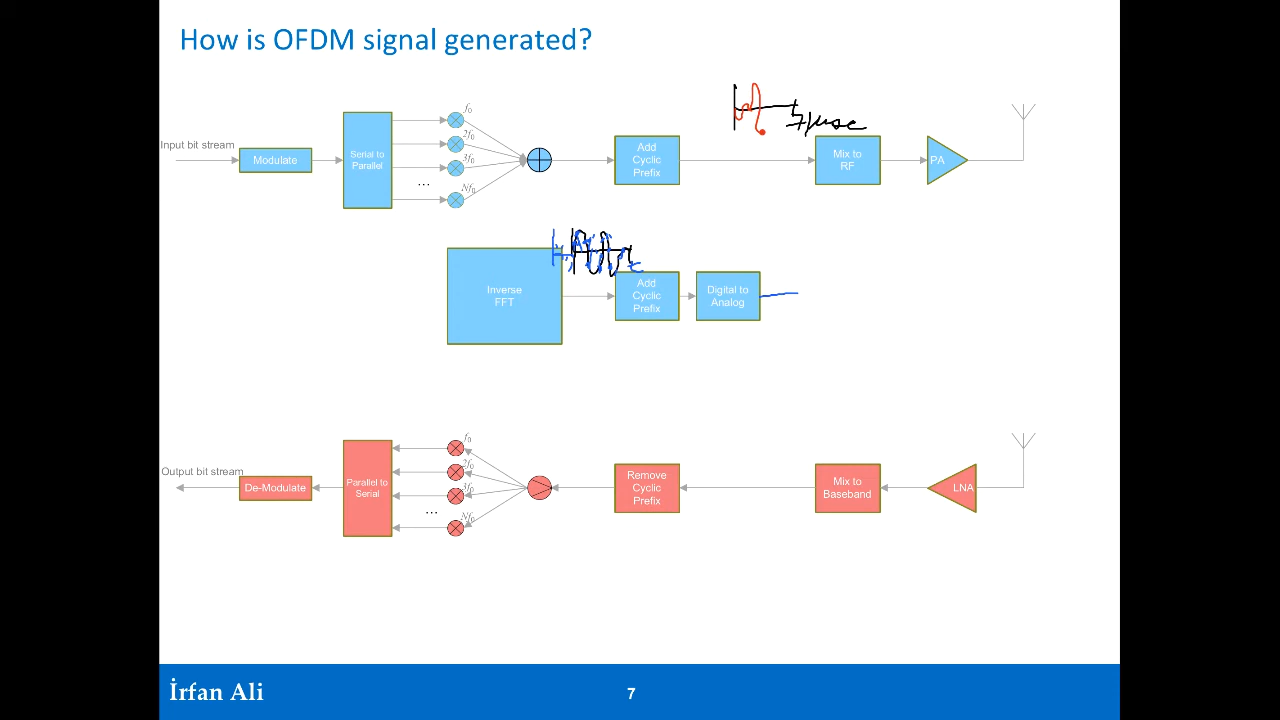 How is OFDM signal generated?
Input bit stream
Modulate
Serial to
Parallel
f0
2f0
3f0
...
Nf0
Add
Cyclic
Prefix
Mix to
RF
PA
Inverse
FFT
t
Add
Cyclic
Prefix
Digital to
Analog
Output bit stream
De-Modulate
Parallel to
Serial
f0
2f0
3f0
...
Nf0
Remove
Cyclic
Prefix
Mix to
Baseband
LNA
İrfan Ali
7